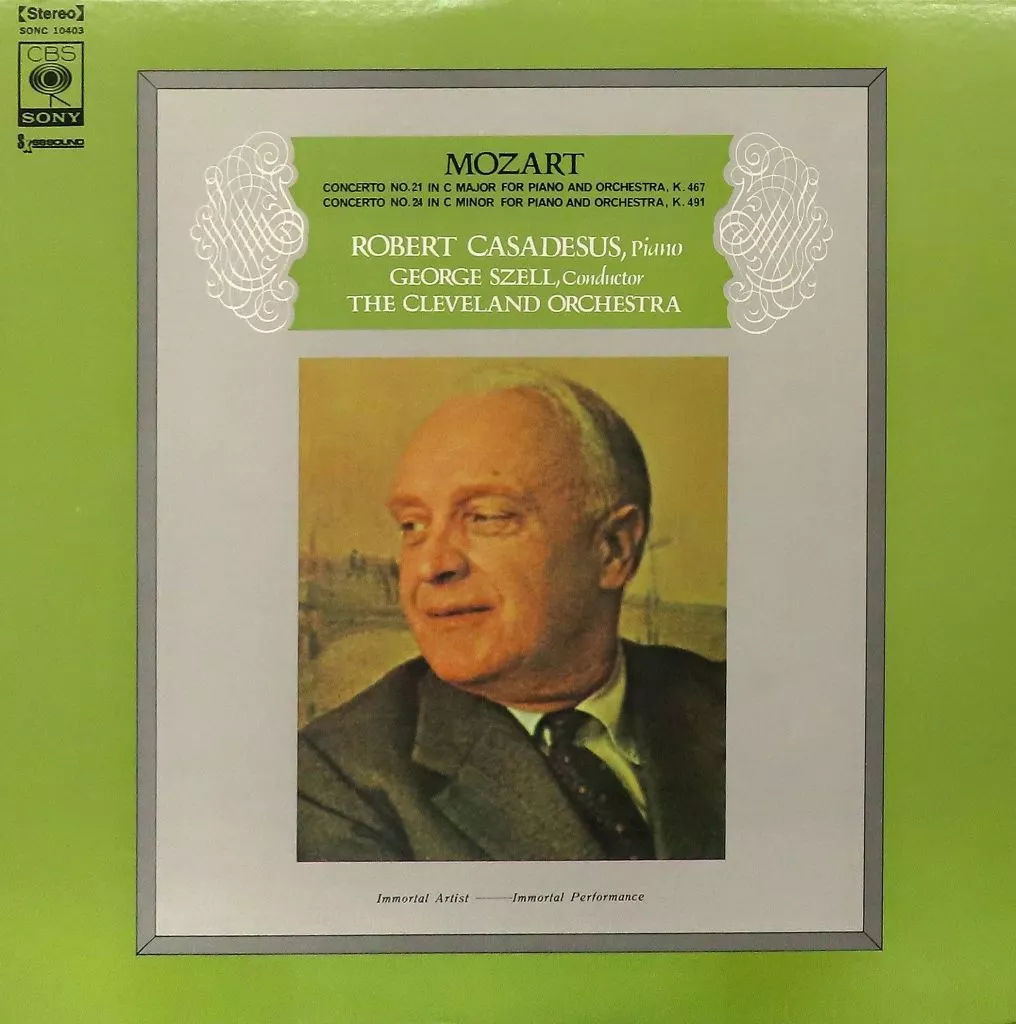 【Stereo】
SONC 10403
CBS
SONY
MOZART
CONCERTO NO.21 IN C MAJOR FOR PIANO AND ORCHESTRA, K.467
CONCERTO NO.24 IN C MINOR FOR PIANO AND ORCHESTRA, K.491
ROBERT CASADESUS, Piano
GEORGE SZELL, Conductor
THE CLEVELAND ORCHESTRA
Immortal Artist ——— Immortal Performance